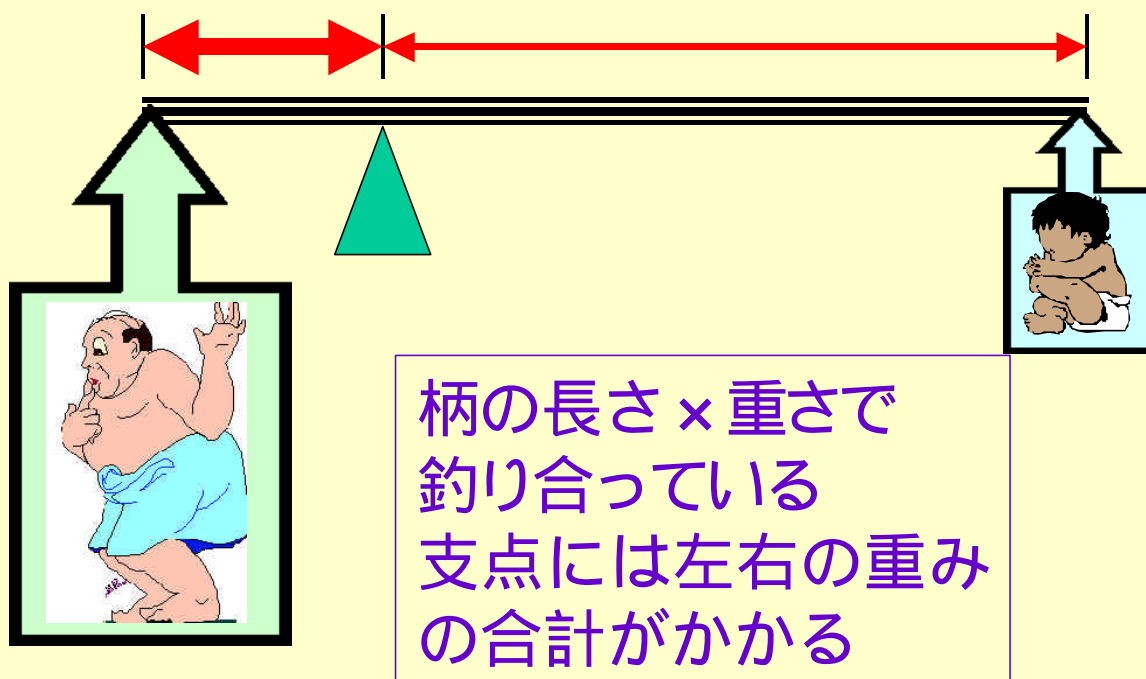 柄の長さ×重さで
釣り合っている
支点には左右の重み
の合計がかかる